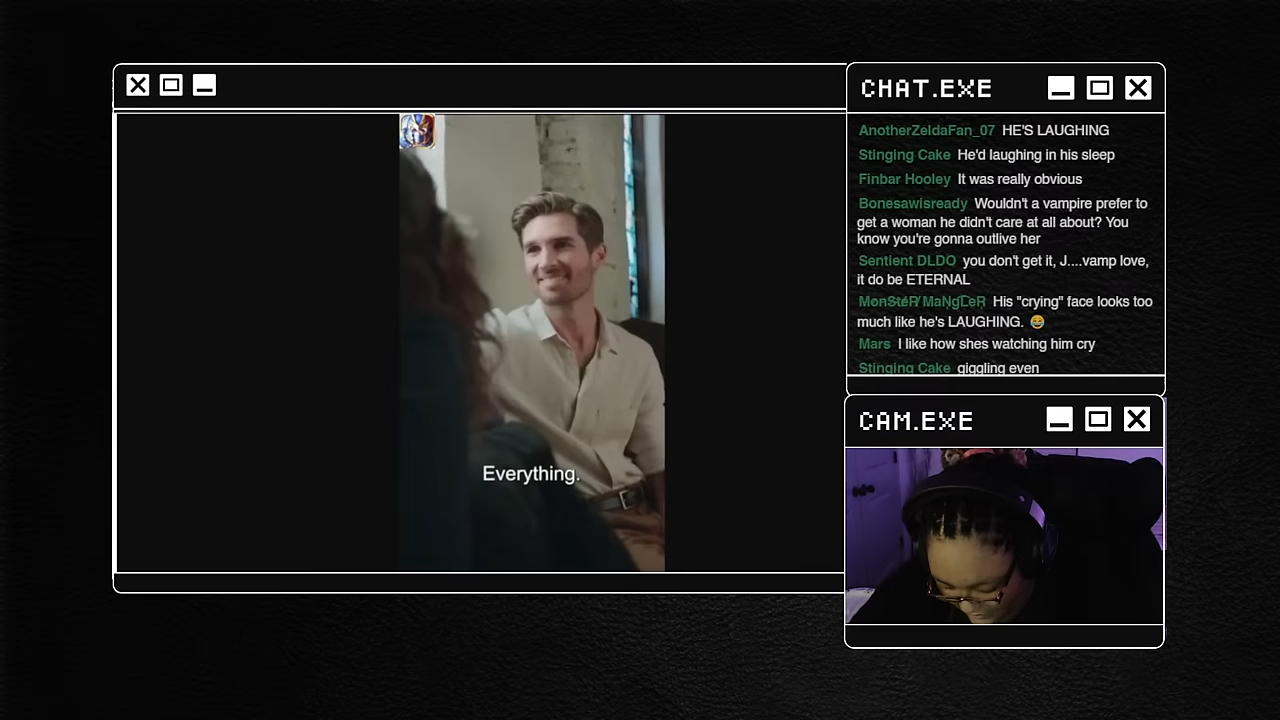 CHAT.EXE
AnotherZeldaFan_07 HE'S LAUGHING
Stinging Cake He'd laughing in his sleep
Finbar Hooley It was really obvious
Bonesawisready Wouldn't a vampire prefer to
get a woman he didn't care at all about? You
know you're gonna outlive her
Sentient DLDO you don't get it, J....vamp love,
it do be ETERNAL
MonStéR MaNgLeR His "crying" face looks too
much like he's LAUGHING. 😂
Mars I like how shes watching him cry
Stinging Cake giggling even
Everything.
CAM.EXE